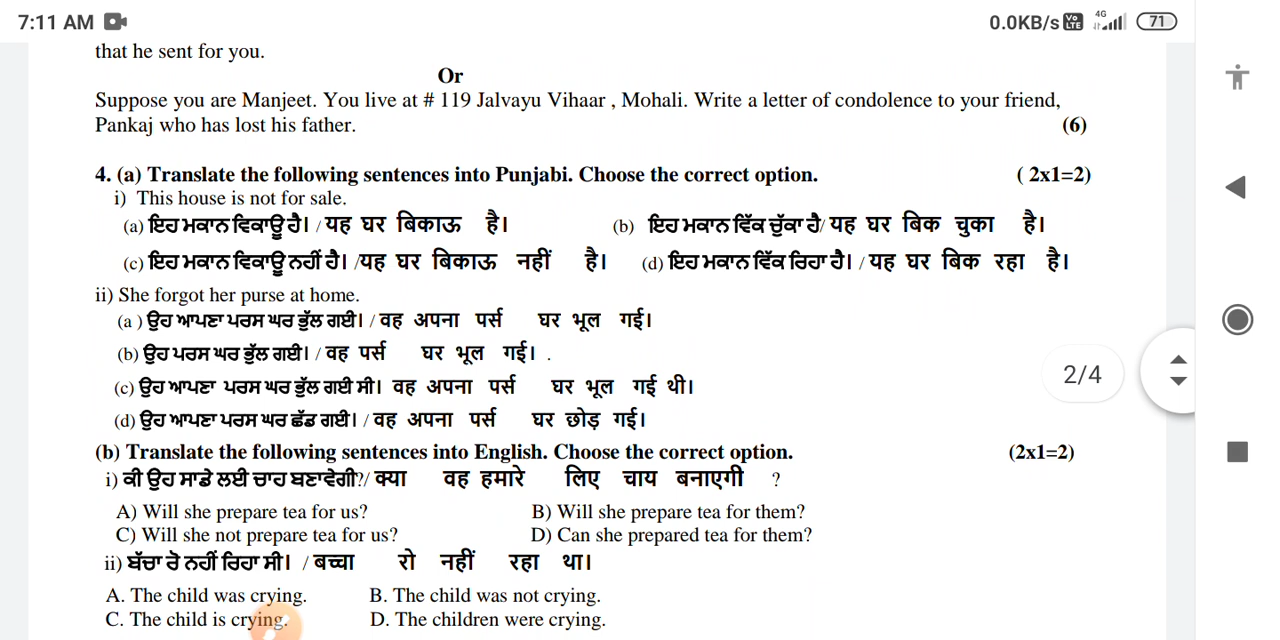 7:11 AM
0.0KB/s Vo LTE 4G 71
that he sent for you.
Or
Suppose you are Manjeet. You live at # 119 Jalvayu Vihaar , Mohali. Write a letter of condolence to your friend,
Pankaj who has lost his father. (6)
4. (a) Translate the following sentences into Punjabi. Choose the correct option. ( 2x1=2)
i) This house is not for sale.
(a) ਇਹ ਮਕਾਨ ਵਿਕਾਊ ਹੈ। / यह घर बिकाऊ है। (b) ਇਹ ਮਕਾਨ ਵਿੱਕ ਚੁੱਕਾ ਹੈ/ यह घर बिक चुका है।
(c) ਇਹ ਮਕਾਨ ਵਿਕਾਊ ਨਹੀਂ ਹੈ। /यह घर बिकाऊ नहीं है। (d) ਇਹ ਮਕਾਨ ਵਿੱਕ ਰਿਹਾ ਹੈ। / यह घर बिक रहा है।
ii) She forgot her purse at home.
(a ) ਉਹ ਆਪਣਾ ਪਰਸ ਘਰ ਭੁੱਲ ਗਈ। / वह अपना पर्स घर भूल गई।
(b) ਉਹ ਪਰਸ ਘਰ ਭੁੱਲ ਗਈ। / वह पर्स घर भूल गई। .
(c) ਉਹ ਆਪਣਾ ਪਰਸ ਘਰ ਭੁੱਲ ਗਈ ਸੀ। वह अपना पर्स घर भूल गई थी।
(d) ਉਹ ਆਪਣਾ ਪਰਸ ਘਰ ਛੱਡ ਗਈ। / वह अपना पर्स घर छोड़ गई।
2/4
(b) Translate the following sentences into English. Choose the correct option. (2x1=2)
i) ਕੀ ਉਹ ਸਾਡੇ ਲਈ ਚਾਹ ਬਣਾਵੇਗੀ?/ क्या वह हमारे लिए चाय बनाएगी ?
A) Will she prepare tea for us? B) Will she prepare tea for them?
C) Will she not prepare tea for us? D) Can she prepared tea for them?
ii) ਬੱਚਾ ਰੋ ਨਹੀਂ ਰਿਹਾ ਸੀ। / बच्चा रो नहीं रहा था।
A. The child was crying. B. The child was not crying.
C. The child is crying. D. The children were crying.